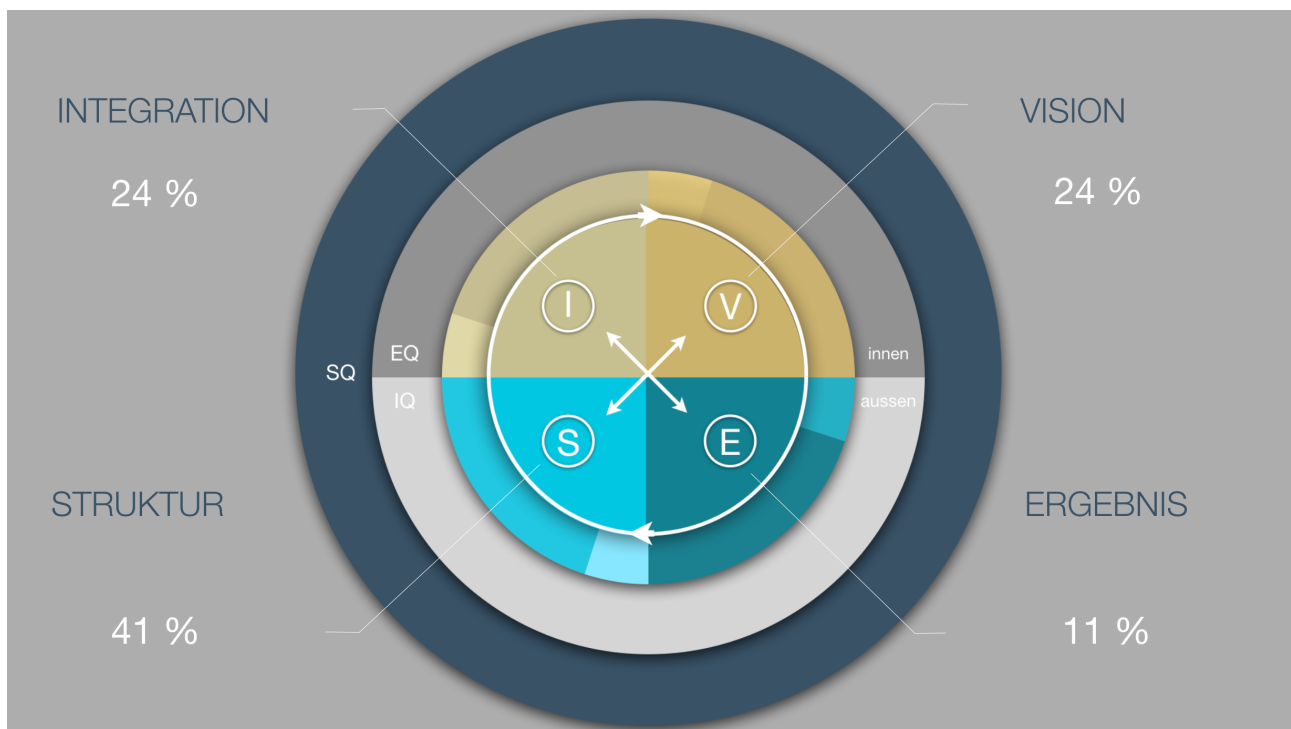 INTEGRATION
24 %
VISION
24 %
I
V
EQ
innen
SQ
IQ
aussen
S
E
STRUKTUR
41 %
ERGEBNIS
11 %